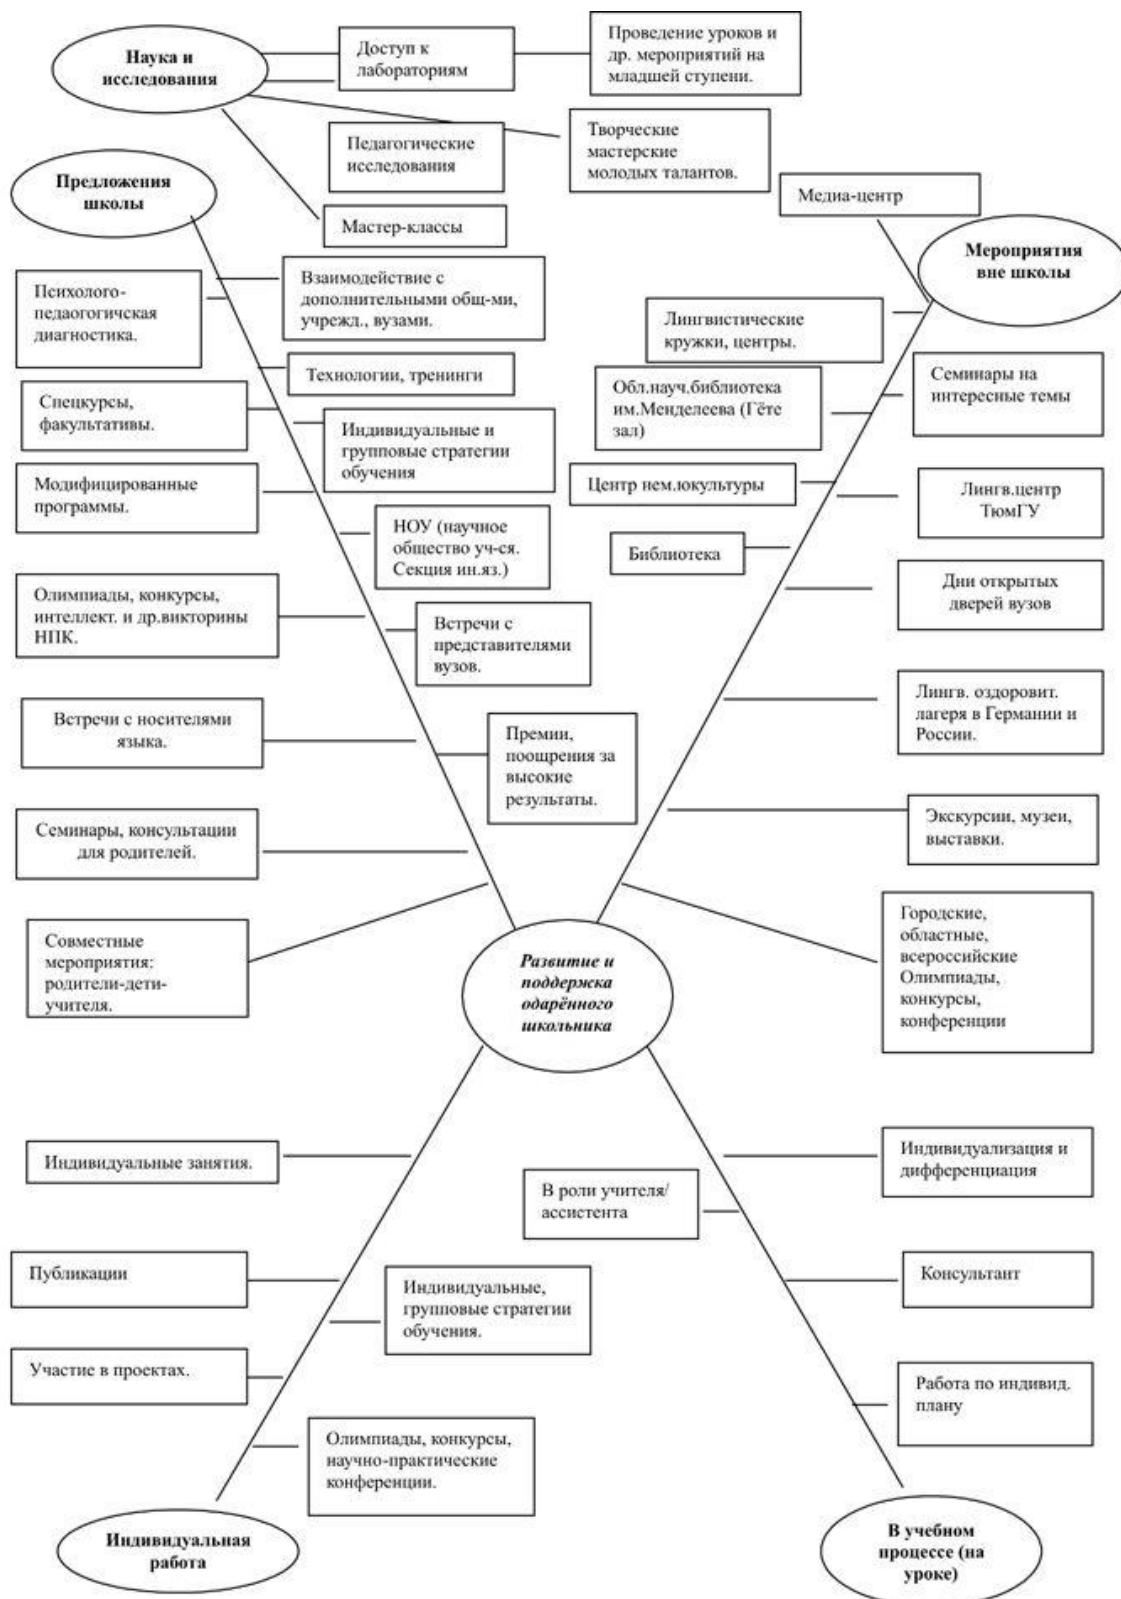 Наука и
исследования
Доступ к
лабораториям
Проведение уроков и
др. мероприятий на
младшей ступени.
Педагогические
исследования
Творческие
мастерские
молодых талантов.
Мастер-классы
Предложения
школы
Медиа-центр
Мероприятия
вне школы
Психолого-
педаогогичская
диагностика.
Взаимодействие с
дополнительными общ-ми,
учрежд., вузами.
Лингвистические
кружки, центры.
Технологии, тренинги
Обл.науч.библиотека
им.Менделеева (Гёте
зал)
Семинары на
интересные темы
Спецкурсы,
факультативы.
Индивидуальные и
групповые стратегии
обучения
Модифицированные
программы.
Центр нем.юкультуры
Лингв.центр
ТюмГУ
НОУ (научное
общество уч-ся.
Секция ин.яз.)
Библиотека
Олимпиады, конкурсы,
интеллект. и др.викторины
НПК.
Встречи с
представителями
вузов.
Дни открытых
дверей вузов
Встречи с носителями
языка.
Премии,
поощрения за
высокие
результаты.
Лингв. оздоровит.
лагеря в Германии и
России.
Семинары, консультации
для родителей.
Экскурсии, музеи,
выставки.
Совместные
мероприятия:
родители-дети-
учителя.
Развитие и
поддержка
одарённого
школьника
Городские,
областные,
всероссийские
Олимпиады,
конкурсы,
конференции
Индивидуальные занятия.
В роли учителя/
ассистента
Индивидуализация и
дифференциация
Публикации
Индивидуальные,
групповые стратегии
обучения.
Консультант
Участие в проектах.
Работа по индивид.
плану
Олимпиады, конкурсы,
научно-практические
конференции.
Индивидуальная
работа
В учебном
процессе (на
уроке)